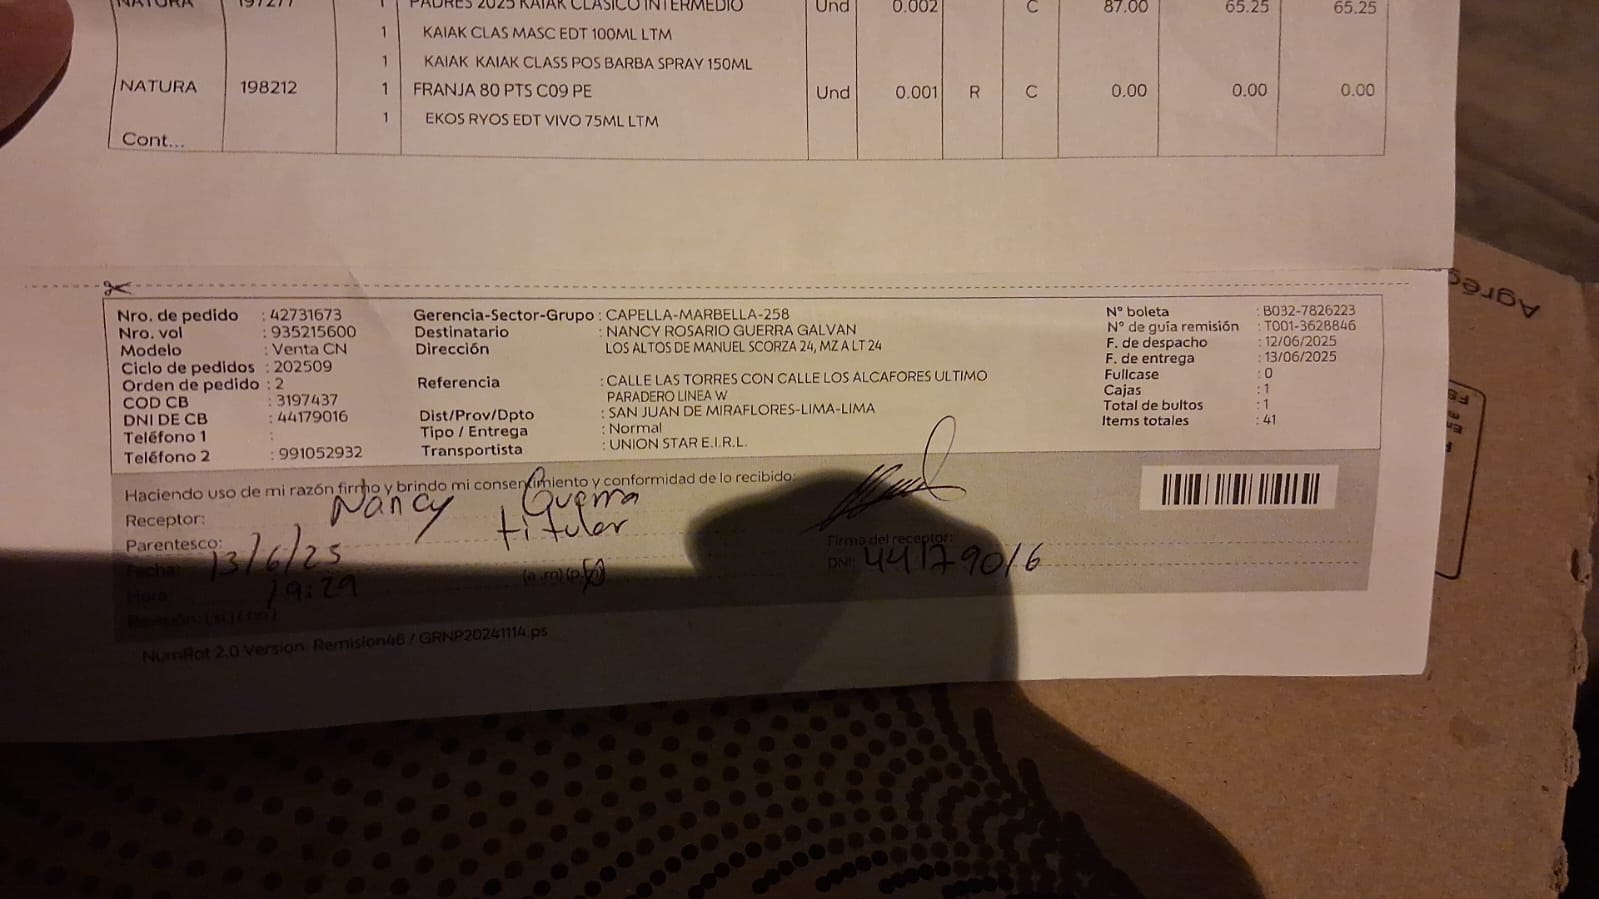 NATURA 197277 1 PADRES 2025 KAIAK CLASICO INTERMEDIO Und 0.002 C 87.00 65.25 65.25
1 KAIAK CLAS MASC EDT 100ML LTM
1 KAIAK KAIAK CLASS POS BARBA SPRAY 150ML
NATURA 198212 1 FRANJA 80 PTS C09 PE Und 0.001 R C 0.00 0.00 0.00
1 EKOS RYOS EDT VIVO 75ML LTM
Cont...
Nro. de pedido : 42731673 Gerencia-Sector-Grupo : CAPELLA-MARBELLA-258 Nº boleta : B032-7826223
Nro. vol : 935215600 Destinatario : NANCY ROSARIO GUERRA GALVAN N° de guía remisión : T001-3628846
Modelo : Venta CN Dirección LOS ALTOS DE MANUEL SCORZA 24, MZ A LT 24 F. de despacho : 12/06/2025
Ciclo de pedidos : 202509 F. de entrega : 13/06/2025
Orden de pedido : 2 Referencia : CALLE LAS TORRES CON CALLE LOS ALCAFORES ULTIMO Fullcase : 0
COD CB : 3197437 PARADERO LINEA W Cajas : 1
DNI DE CB : 44179016 Dist/Prov/Dpto : SAN JUAN DE MIRAFLORES-LIMA-LIMA Total de bultos : 1
Teléfono 1 : Tipo / Entrega : Normal Items totales : 41
Teléfono 2 : 991052932 Transportista : UNION STAR E.I.R.L.
Haciendo uso de mi razón firmo y brindo mi consentimiento y conformidad de lo recibido:
Receptor: Nancy Guerra
Parentesco: titular Firma del receptor:
Fecha: 13/6/25 DNI: 44179016
Hora: 19:29 (a.m) (p.m)
NumRot 2.0 Version Remision46 / GRNP20241114.ps